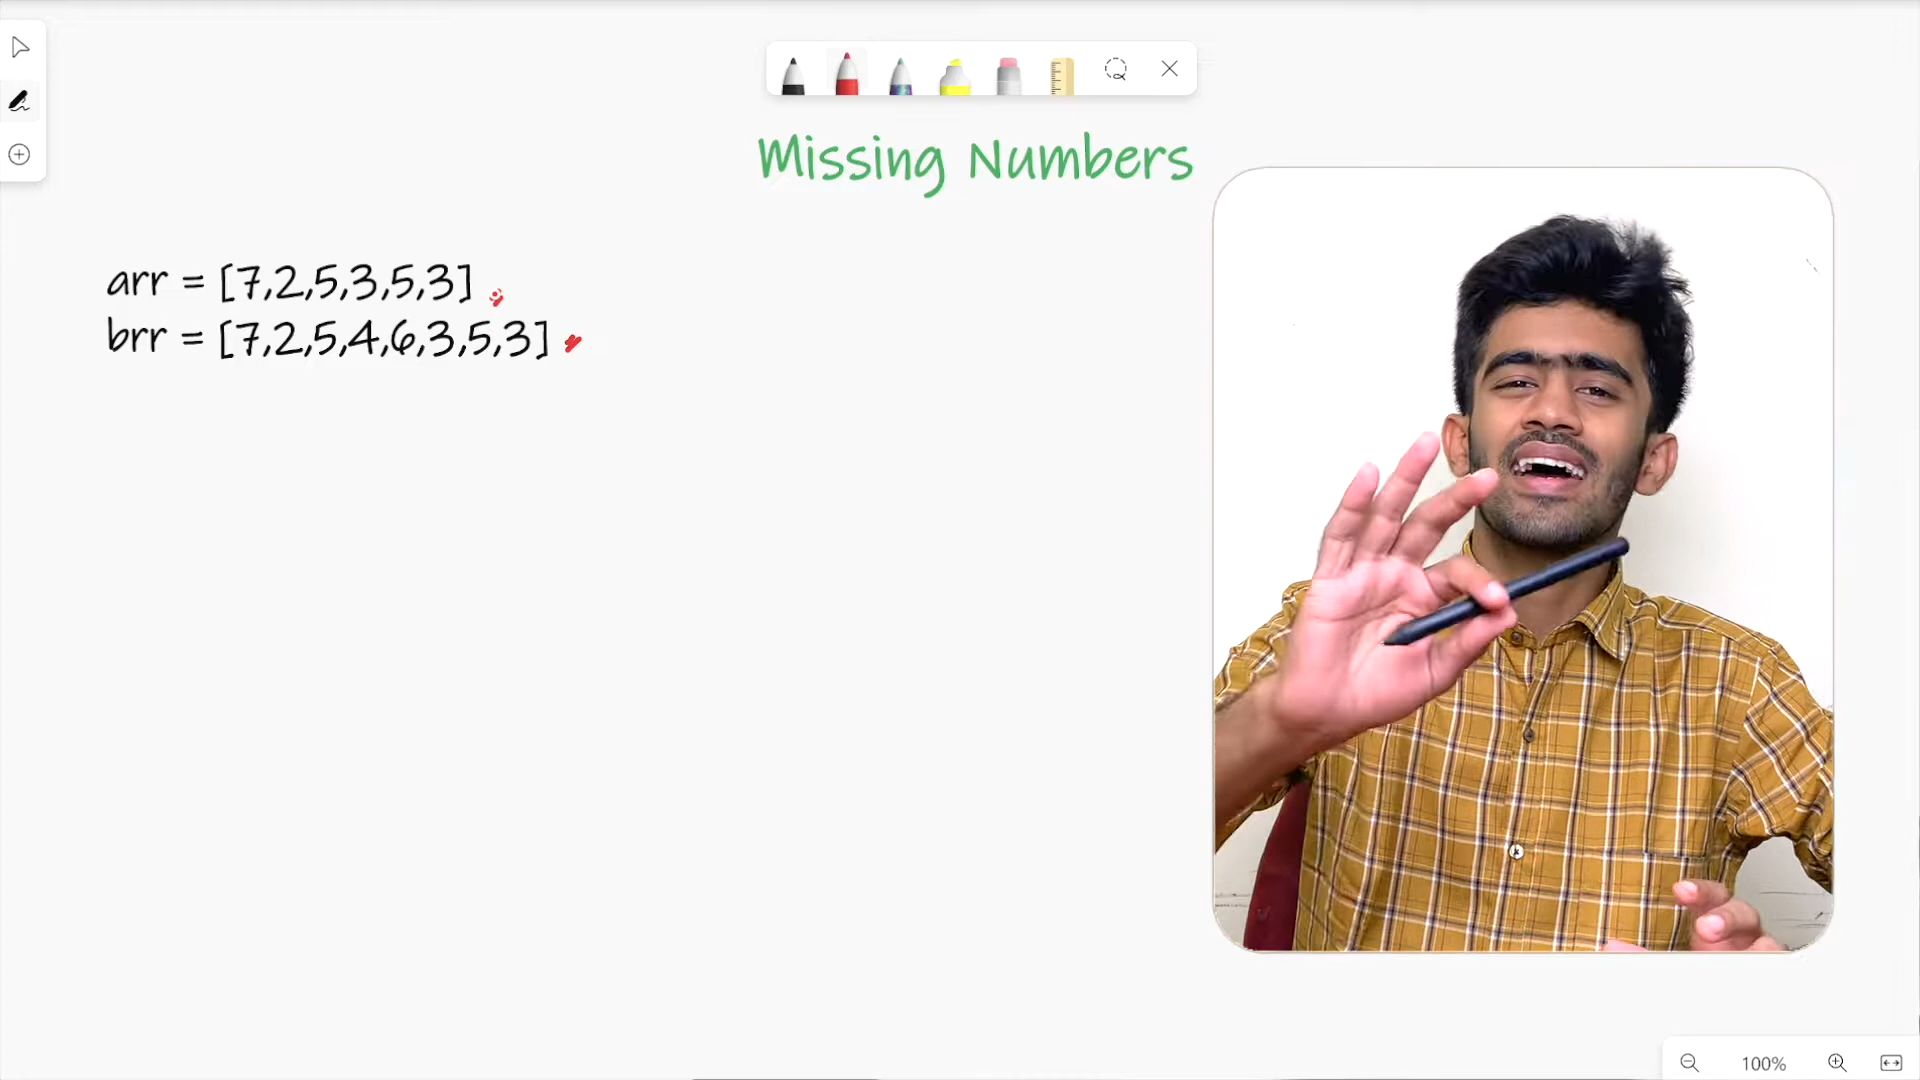 Missing Numbers
arr = [7,2,5,3,5,3]
brr = [7,2,5,4,6,3,5,3]
100%